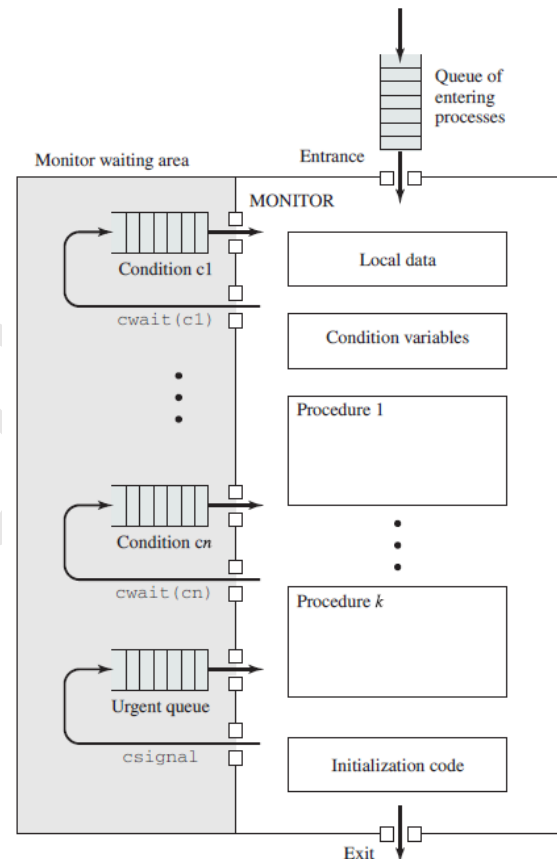 Queue of
entering
processes
Monitor waiting area
Entrance
MONITOR
Condition c1
cwait(c1)
Local data
Condition variables
Procedure 1
Condition cn
cwait(cn)
Procedure k
Urgent queue
csignal
Initialization code
Exit